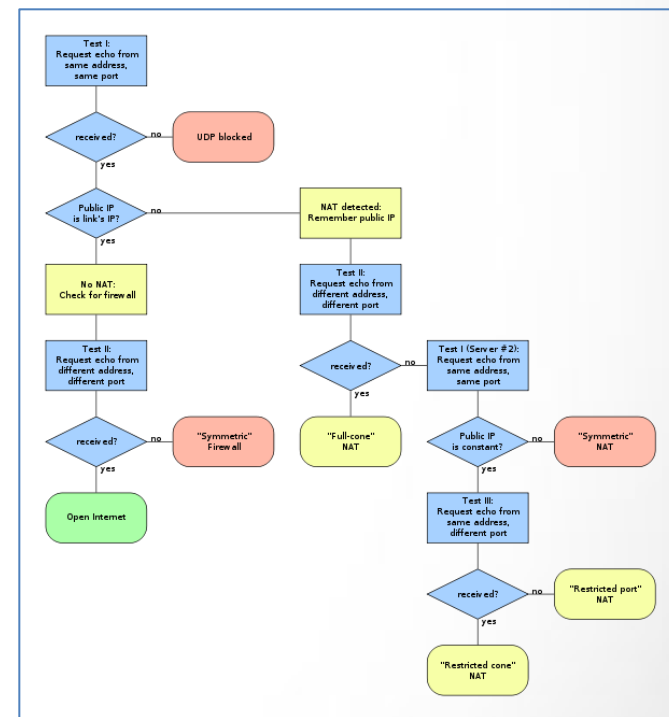 Test I:
Request echo from
same address,
same port
received?
no
UDP blocked
yes
Public IP
is link's IP?
no
NAT detected:
Remember public IP
yes
No NAT:
Check for firewall
Test II:
Request echo from
different address,
different port
Test II:
Request echo from
different address,
different port
received?
no
Test I (Server #2):
Request echo from
same address,
same port
yes
received?
no
"Symmetric"
Firewall
"Full-cone"
NAT
Public IP
is constant?
no
"Symmetric"
NAT
yes
yes
Open Internet
Test III:
Request echo from
same address,
different port
received?
no
"Restricted port"
NAT
yes
"Restricted cone"
NAT